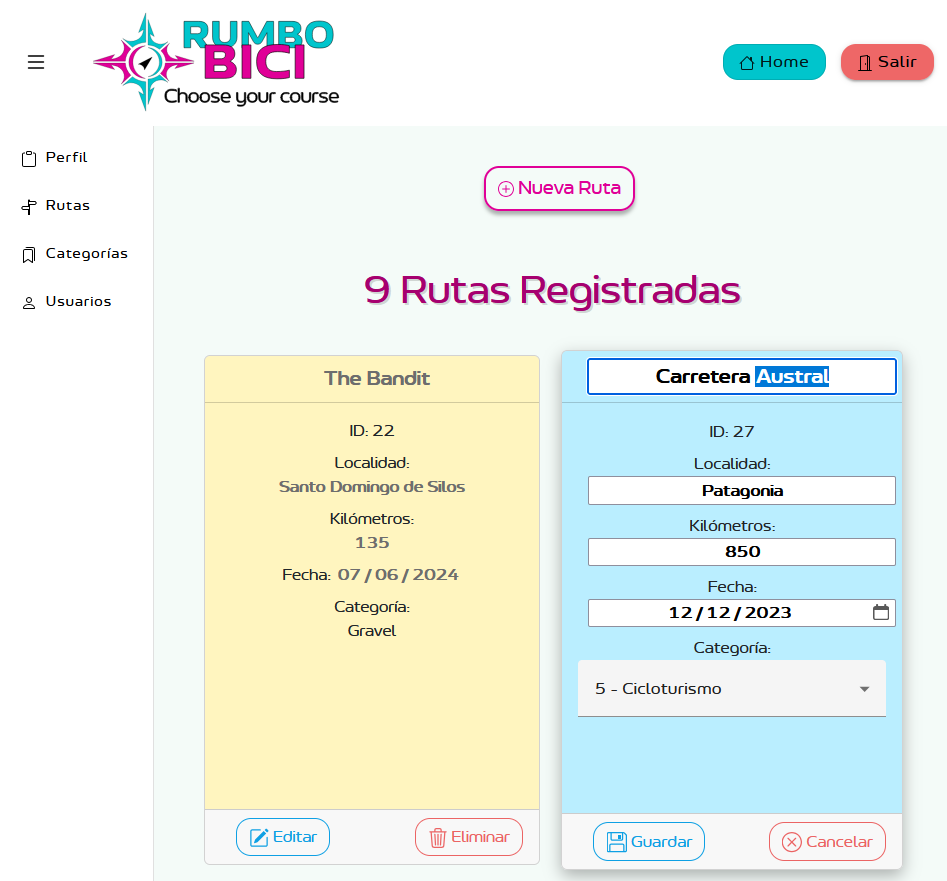 RUMBO
BICI
Choose your course
Home
Salir
Perfil
Rutas
Categorías
Usuarios
Nueva Ruta
9 Rutas Registradas
The Bandit
ID: 22
Localidad:
Santo Domingo de Silos
Kilómetros:
135
Fecha: 07/06/2024
Categoría:
Gravel
Editar
Eliminar
Carretera Austral
ID: 27
Localidad:
Patagonia
Kilómetros:
850
Fecha:
12/12/2023
Categoría:
5 - Cicloturismo
Guardar
Cancelar